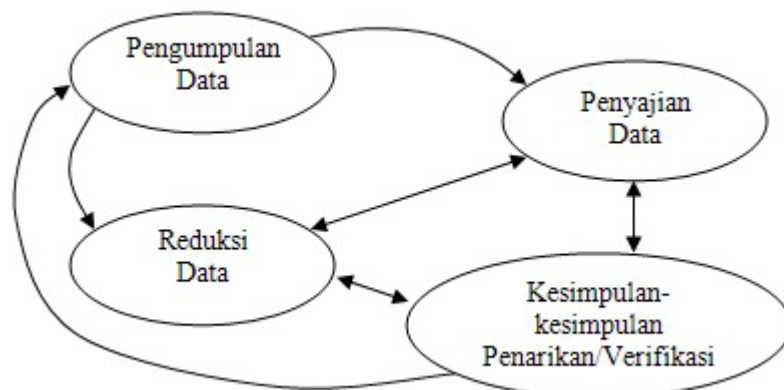 Pengumpulan
Data
Penyajian
Data
Reduksi
Data
Kesimpulan-
kesimpulan
Penarikan/Verifikasi